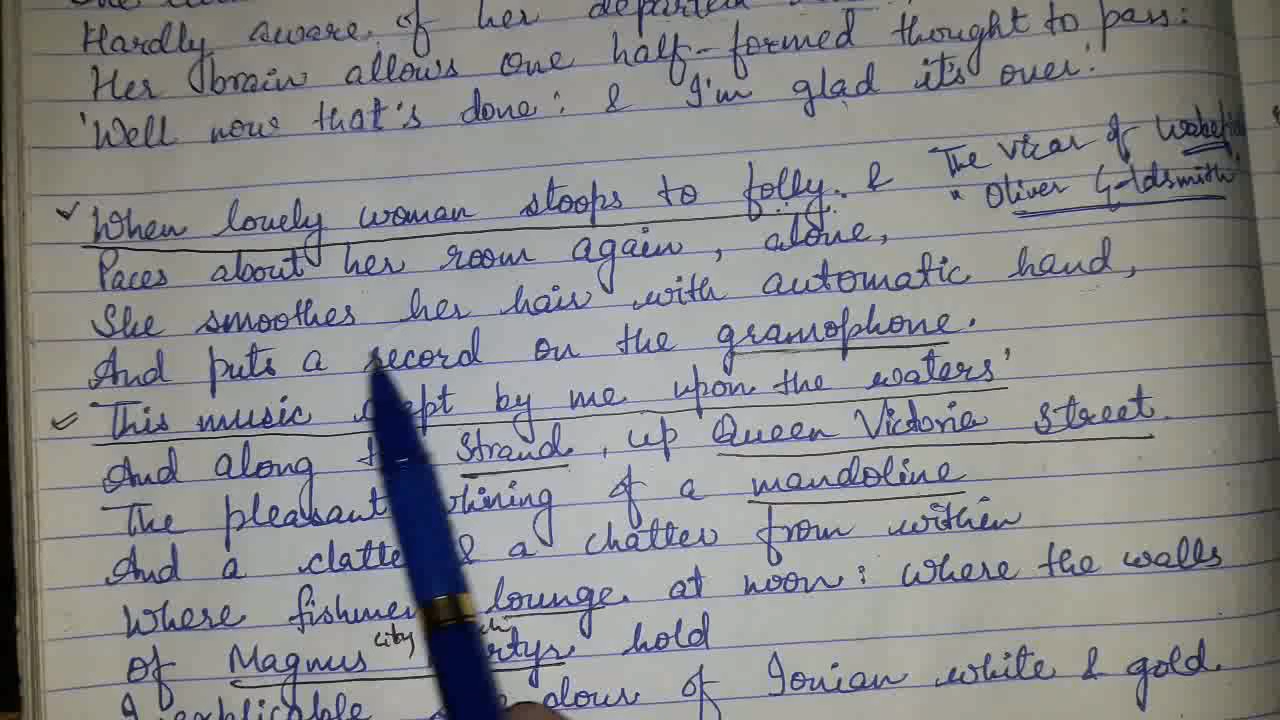 Hardly aware of her departed
Her brain allows one half-formed thought to pass:
'Well now that's done: & I'm glad it's over.'
When lovely woman stoops to folly & The vicar of
" Oliver Goldsmith"
Paces about her room again, alone,
She smoothes her hair with automatic hand,
And puts a record on the gramophone.
'This music by me upon the waters'
And along Strand, up Queen Victoria street.
The pleasant of a mandoline
And a & a chatter from within
Where lounge at noon: where the walls
city
of Magnus hold
of Ionian white & gold.